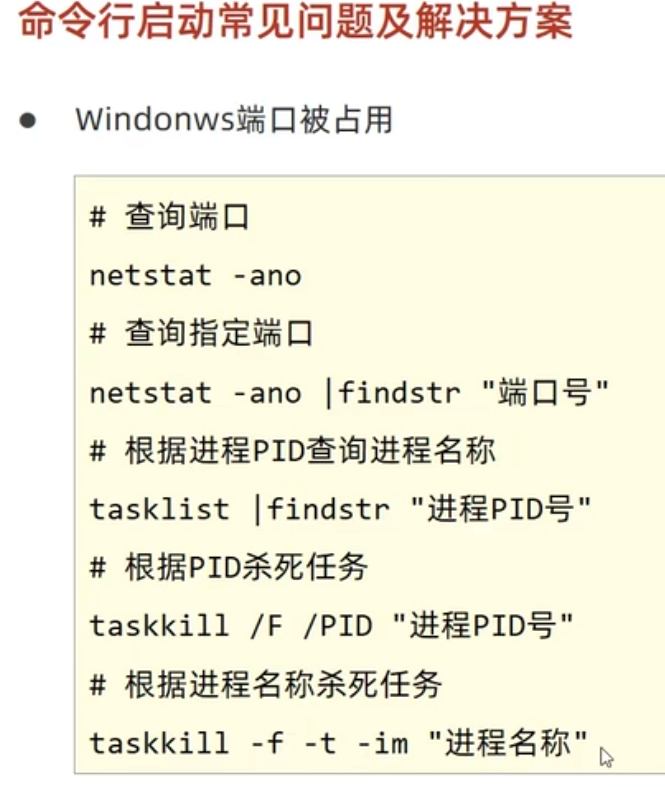 命令行启动常见问题及解决方案
● Windonws端口被占用
# 查询端口
netstat -ano
# 查询指定端口
netstat -ano |findstr "端口号"
# 根据进程PID查询进程名称
tasklist |findstr "进程PID号"
# 根据PID杀死任务
taskkill /F /PID "进程PID号"
# 根据进程名称杀死任务
taskkill -f -t -im "进程名称"